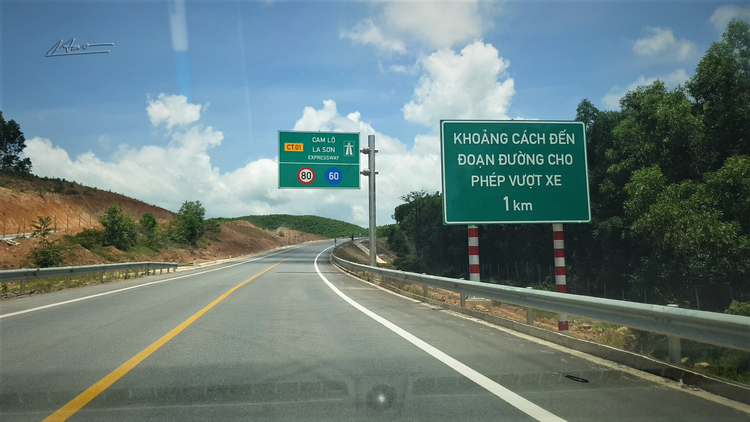 CAM LỘ
CT.01
LA SƠN
EXPRESSWAY
80
60
KHOẢNG CÁCH ĐẾN
ĐOẠN ĐƯỜNG CHO
PHÉP VƯỢT XE
1 km